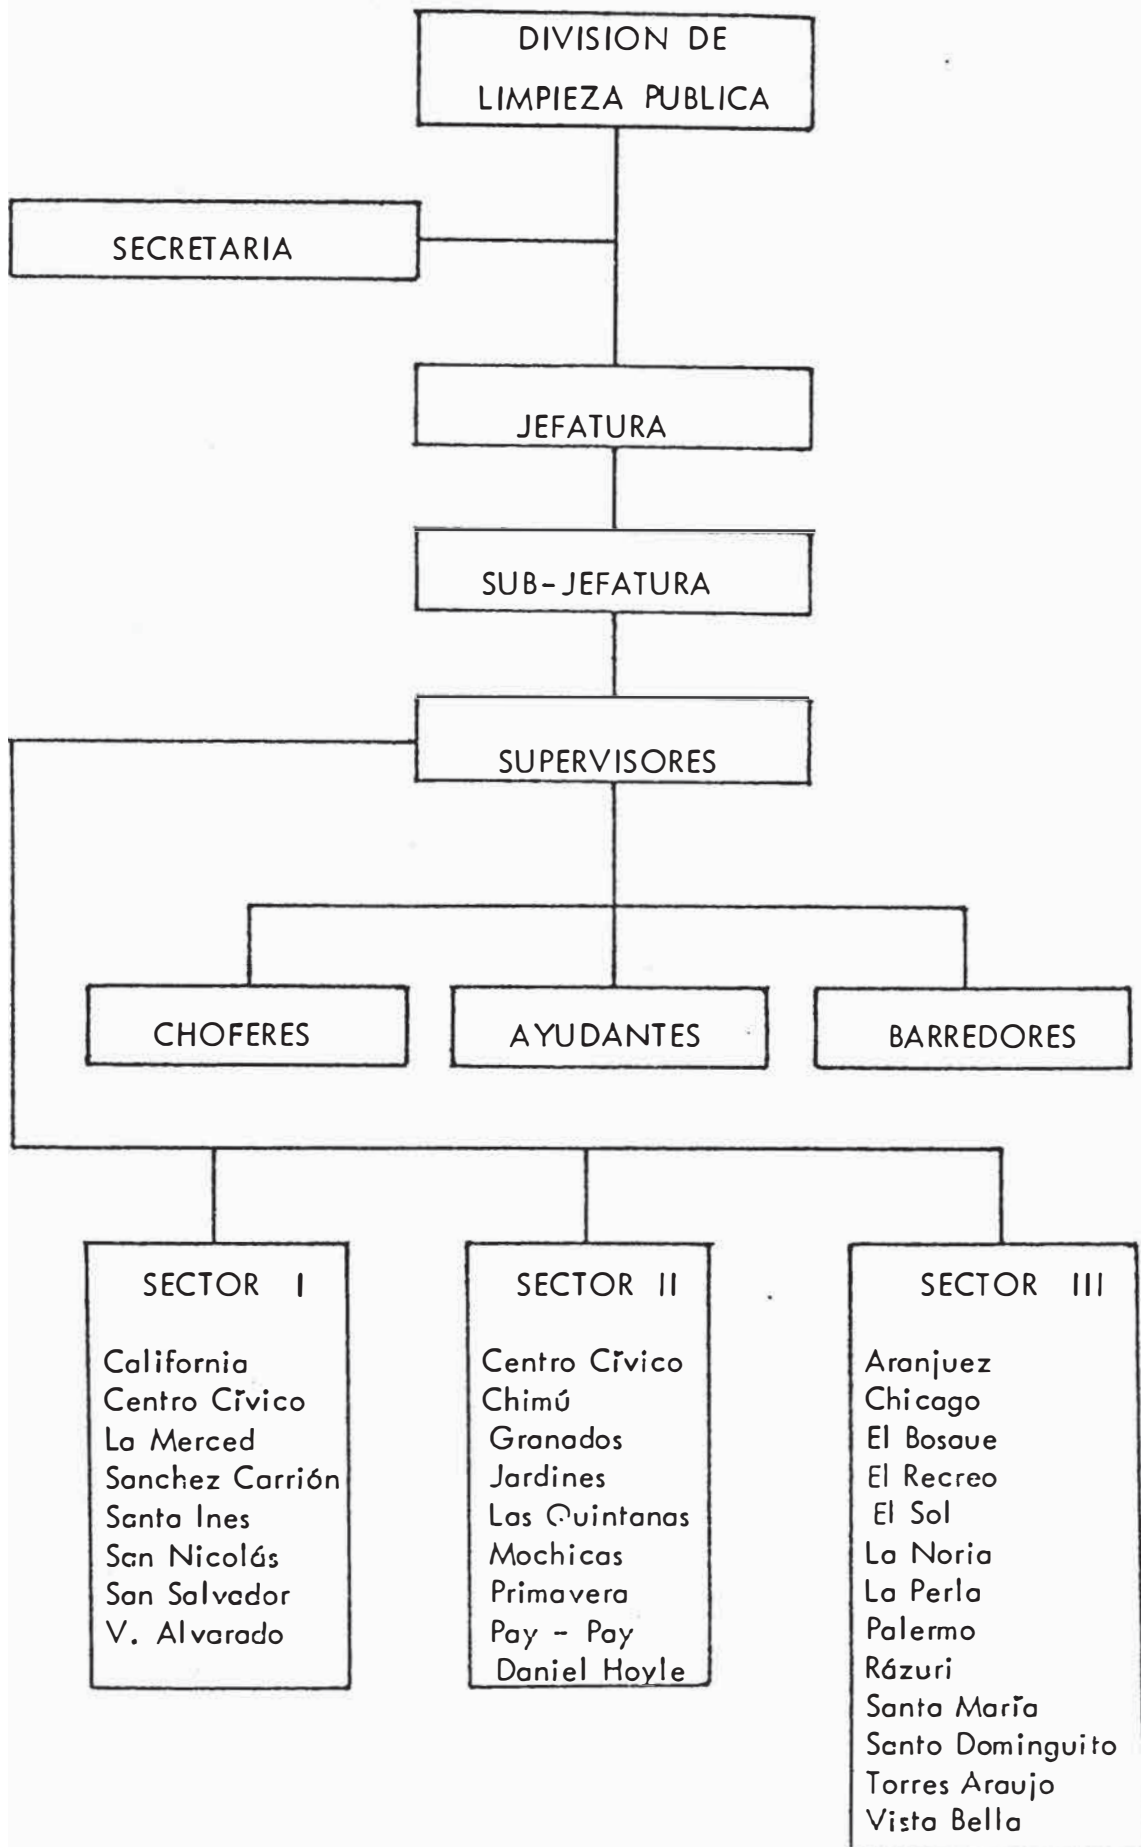 DIVISION DE
LIMPIEZA PUBLICA
SECRETARIA
JEFATURA
SUB-JEFATURA
SUPERVISORES
CHOFERES
AYUDANTES
BARREDORES
SECTOR I
California
Centro Cívico
La Merced
Sanchez Carrión
Santa Ines
San Nicolás
San Salvador
V. Alvarado
SECTOR II
Centro Cívico
Chimú
Granados
Jardines
Las Quintanas
Mochicas
Primavera
Pay - Pay
Daniel Hoyle
SECTOR III
Aranjuez
Chicago
El Bosaue
El Recreo
El Sol
La Noria
La Perla
Palermo
Rázuri
Santa María
Santo Dominguito
Torres Araujo
Vista Bella